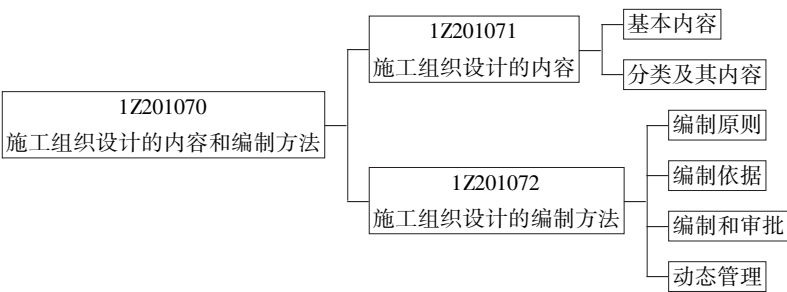 1Z201070
施工组织设计的内容和编制方法
1Z201071
施工组织设计的内容
基本内容
分类及其内容
1Z201072
施工组织设计的编制方法
编制原则
编制依据
编制和审批
动态管理